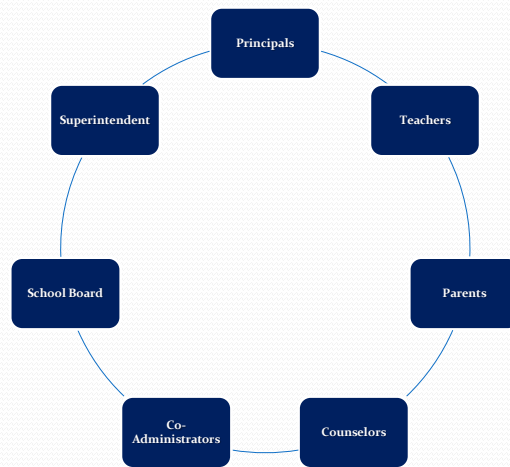 Principals
Teachers
Parents
Counselors
Co-
Administrators
School Board
Superintendent